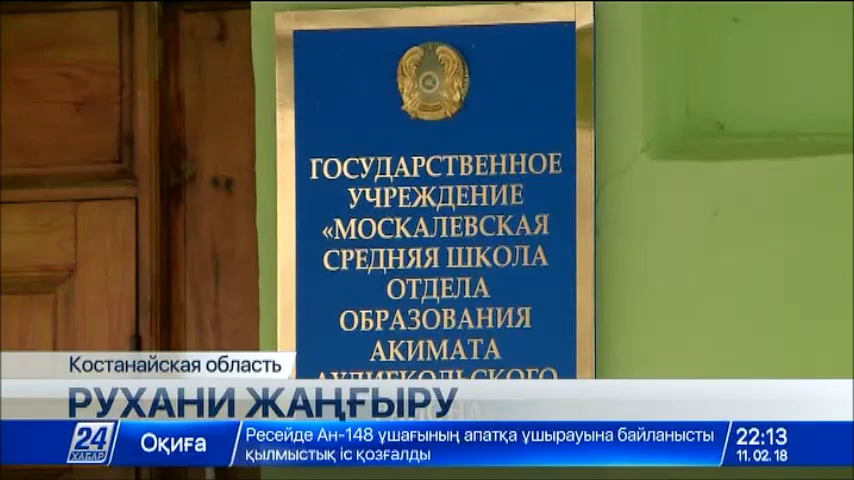 ГОСУДАРСТВЕННОЕ
УЧРЕЖДЕНИЕ
«МОСКАЛЕВСКАЯ
СРЕДНЯЯ ШКОЛА
ОТДЕЛА
ОБРАЗОВАНИЯ
АКИМАТА
АУЛИЕКОЛЬСКОГО
Костанайская область
РУХАНИ ЖАҢҒЫРУ
24
ХАБАР
Оқиға
Ресейде Ан-148 ұшағының апатқа ұшырауына байланысты
қылмыстық іс қозғалды
22:13
11. 02. 18